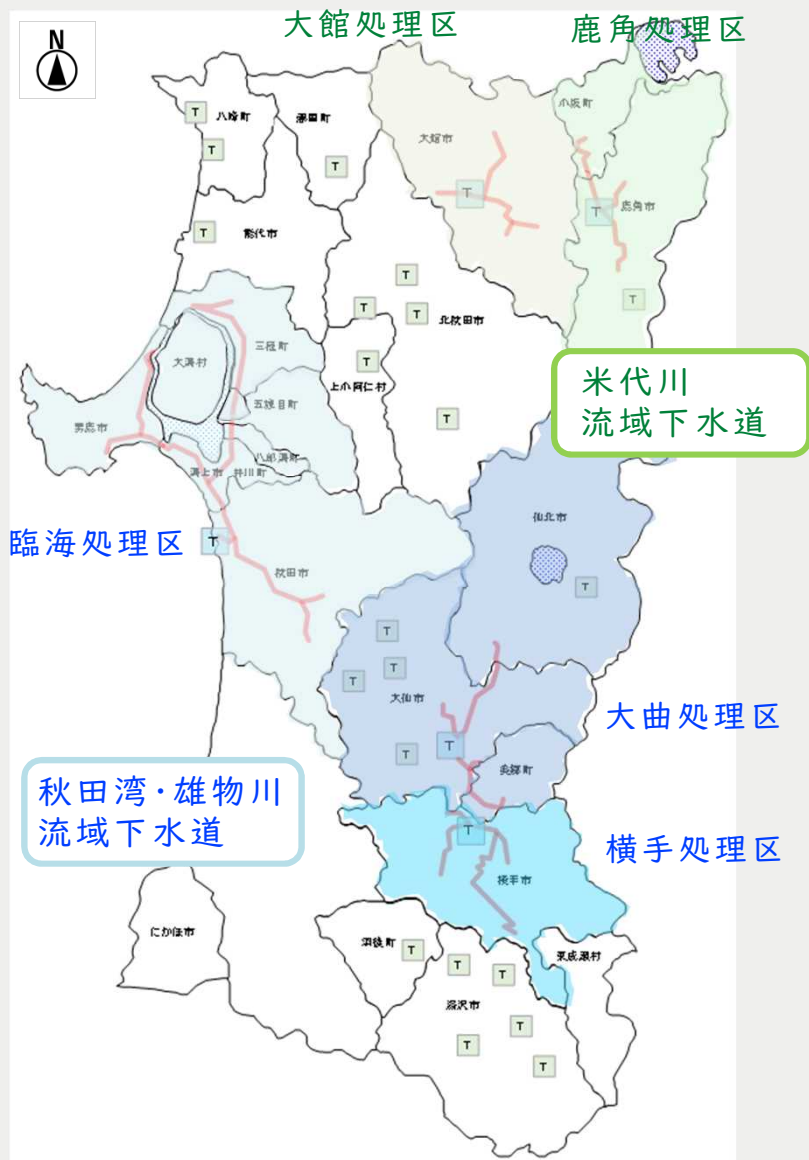 大館処理区
鹿角処理区
N
T
八峰町
T
藤里町
T
大館市
T
小坂町
鹿角市
T
T
能代市
T
T
T
北秋田市
T
三種町
大潟村
上小阿仁村
T
T
五城目町
男鹿市
八郎潟町
潟上市
井川町
米代川
流域下水道
仙北市
臨海処理区
T
秋田市
T
T
T
T
大仙市
T
T
大曲処理区
美郷町
秋田湾・雄物川
流域下水道
T
横手処理区
横手市
にかほ市
羽後町
T
東成瀬村
T
T
湯沢市
T
T
T